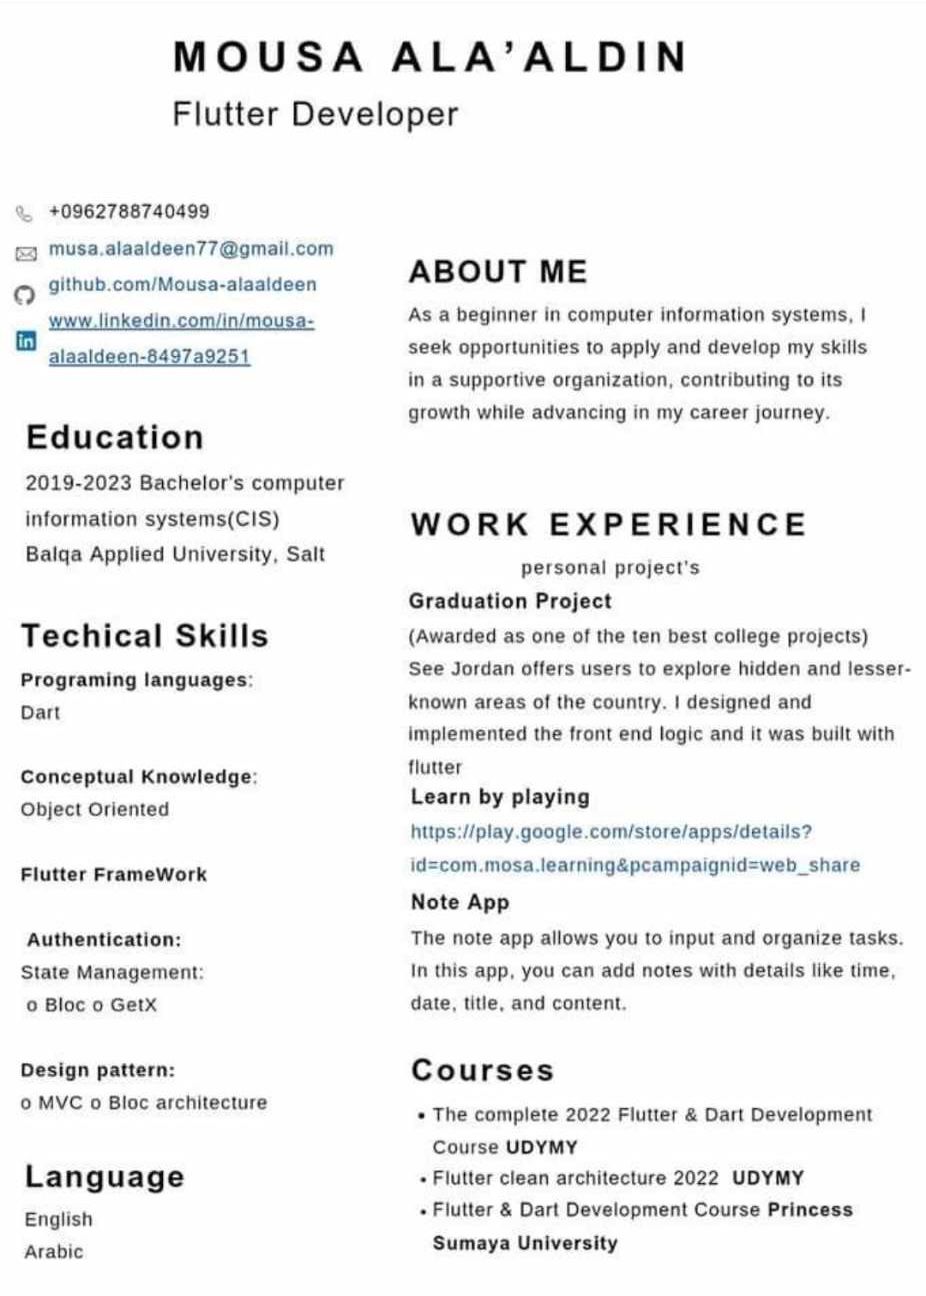 MOUSA ALA’ALDIN
Flutter Developer
+0962788740499
musa.alaaldeen77@gmail.com
github.com/Mousa-alaaldeen
www.linkedin.com/in/mousa-
alaaldeen-8497a9251
Education
2019-2023 Bachelor's computer
information systems(CIS)
Balqa Applied University, Salt
Techical Skills
Programing languages:
Dart
Conceptual Knowledge:
Object Oriented
Flutter FrameWork
Authentication:
State Management:
o Bloc o GetX
Design pattern:
o MVC o Bloc architecture
Language
English
Arabic
ABOUT ME
As a beginner in computer information systems, I
seek opportunities to apply and develop my skills
in a supportive organization, contributing to its
growth while advancing in my career journey.
WORK EXPERIENCE
personal project's
Graduation Project
(Awarded as one of the ten best college projects)
See Jordan offers users to explore hidden and lesser-
known areas of the country. I designed and
implemented the front end logic and it was built with
flutter
Learn by playing
https://play.google.com/store/apps/details?
id=com.mosa.learning&pcampaignid=web_share
Note App
The note app allows you to input and organize tasks.
In this app, you can add notes with details like time,
date, title, and content.
Courses
• The complete 2022 Flutter & Dart Development
Course UDYMY
• Flutter clean architecture 2022 UDYMY
• Flutter & Dart Development Course Princess
Sumaya University